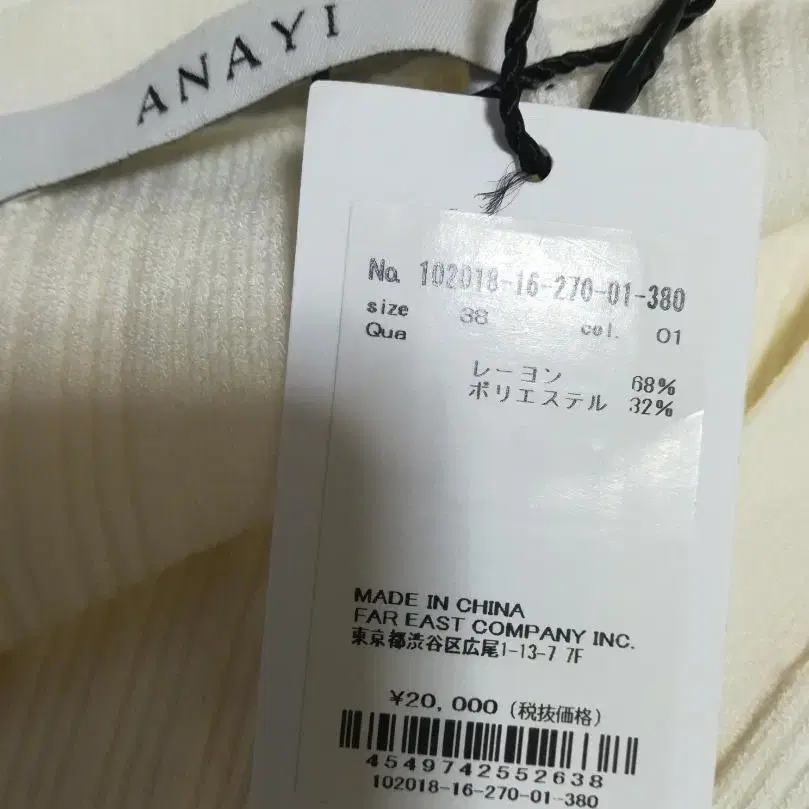 ANAYI
No. 102018-16-270-01-380
size 38 col. 01
Qua
レーヨン 68%
ポリエステル 32%
MADE IN CHINA
FAR EAST COMPANY INC.
東京都渋谷区広尾1-13-7 7F
¥20,000 (税抜価格)
4549742552638
102018-16-270-01-380